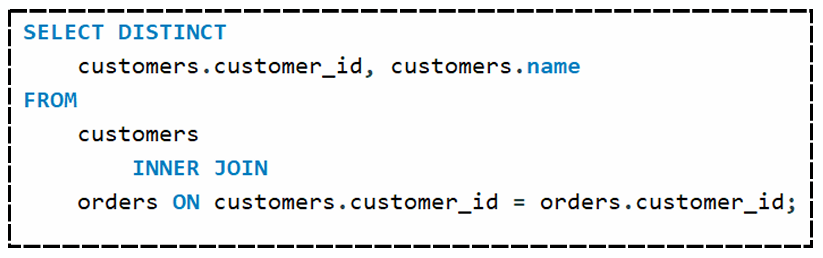 SELECT DISTINCT
    customers.customer_id, customers.name
FROM
    customers
        INNER JOIN
    orders ON customers.customer_id = orders.customer_id;